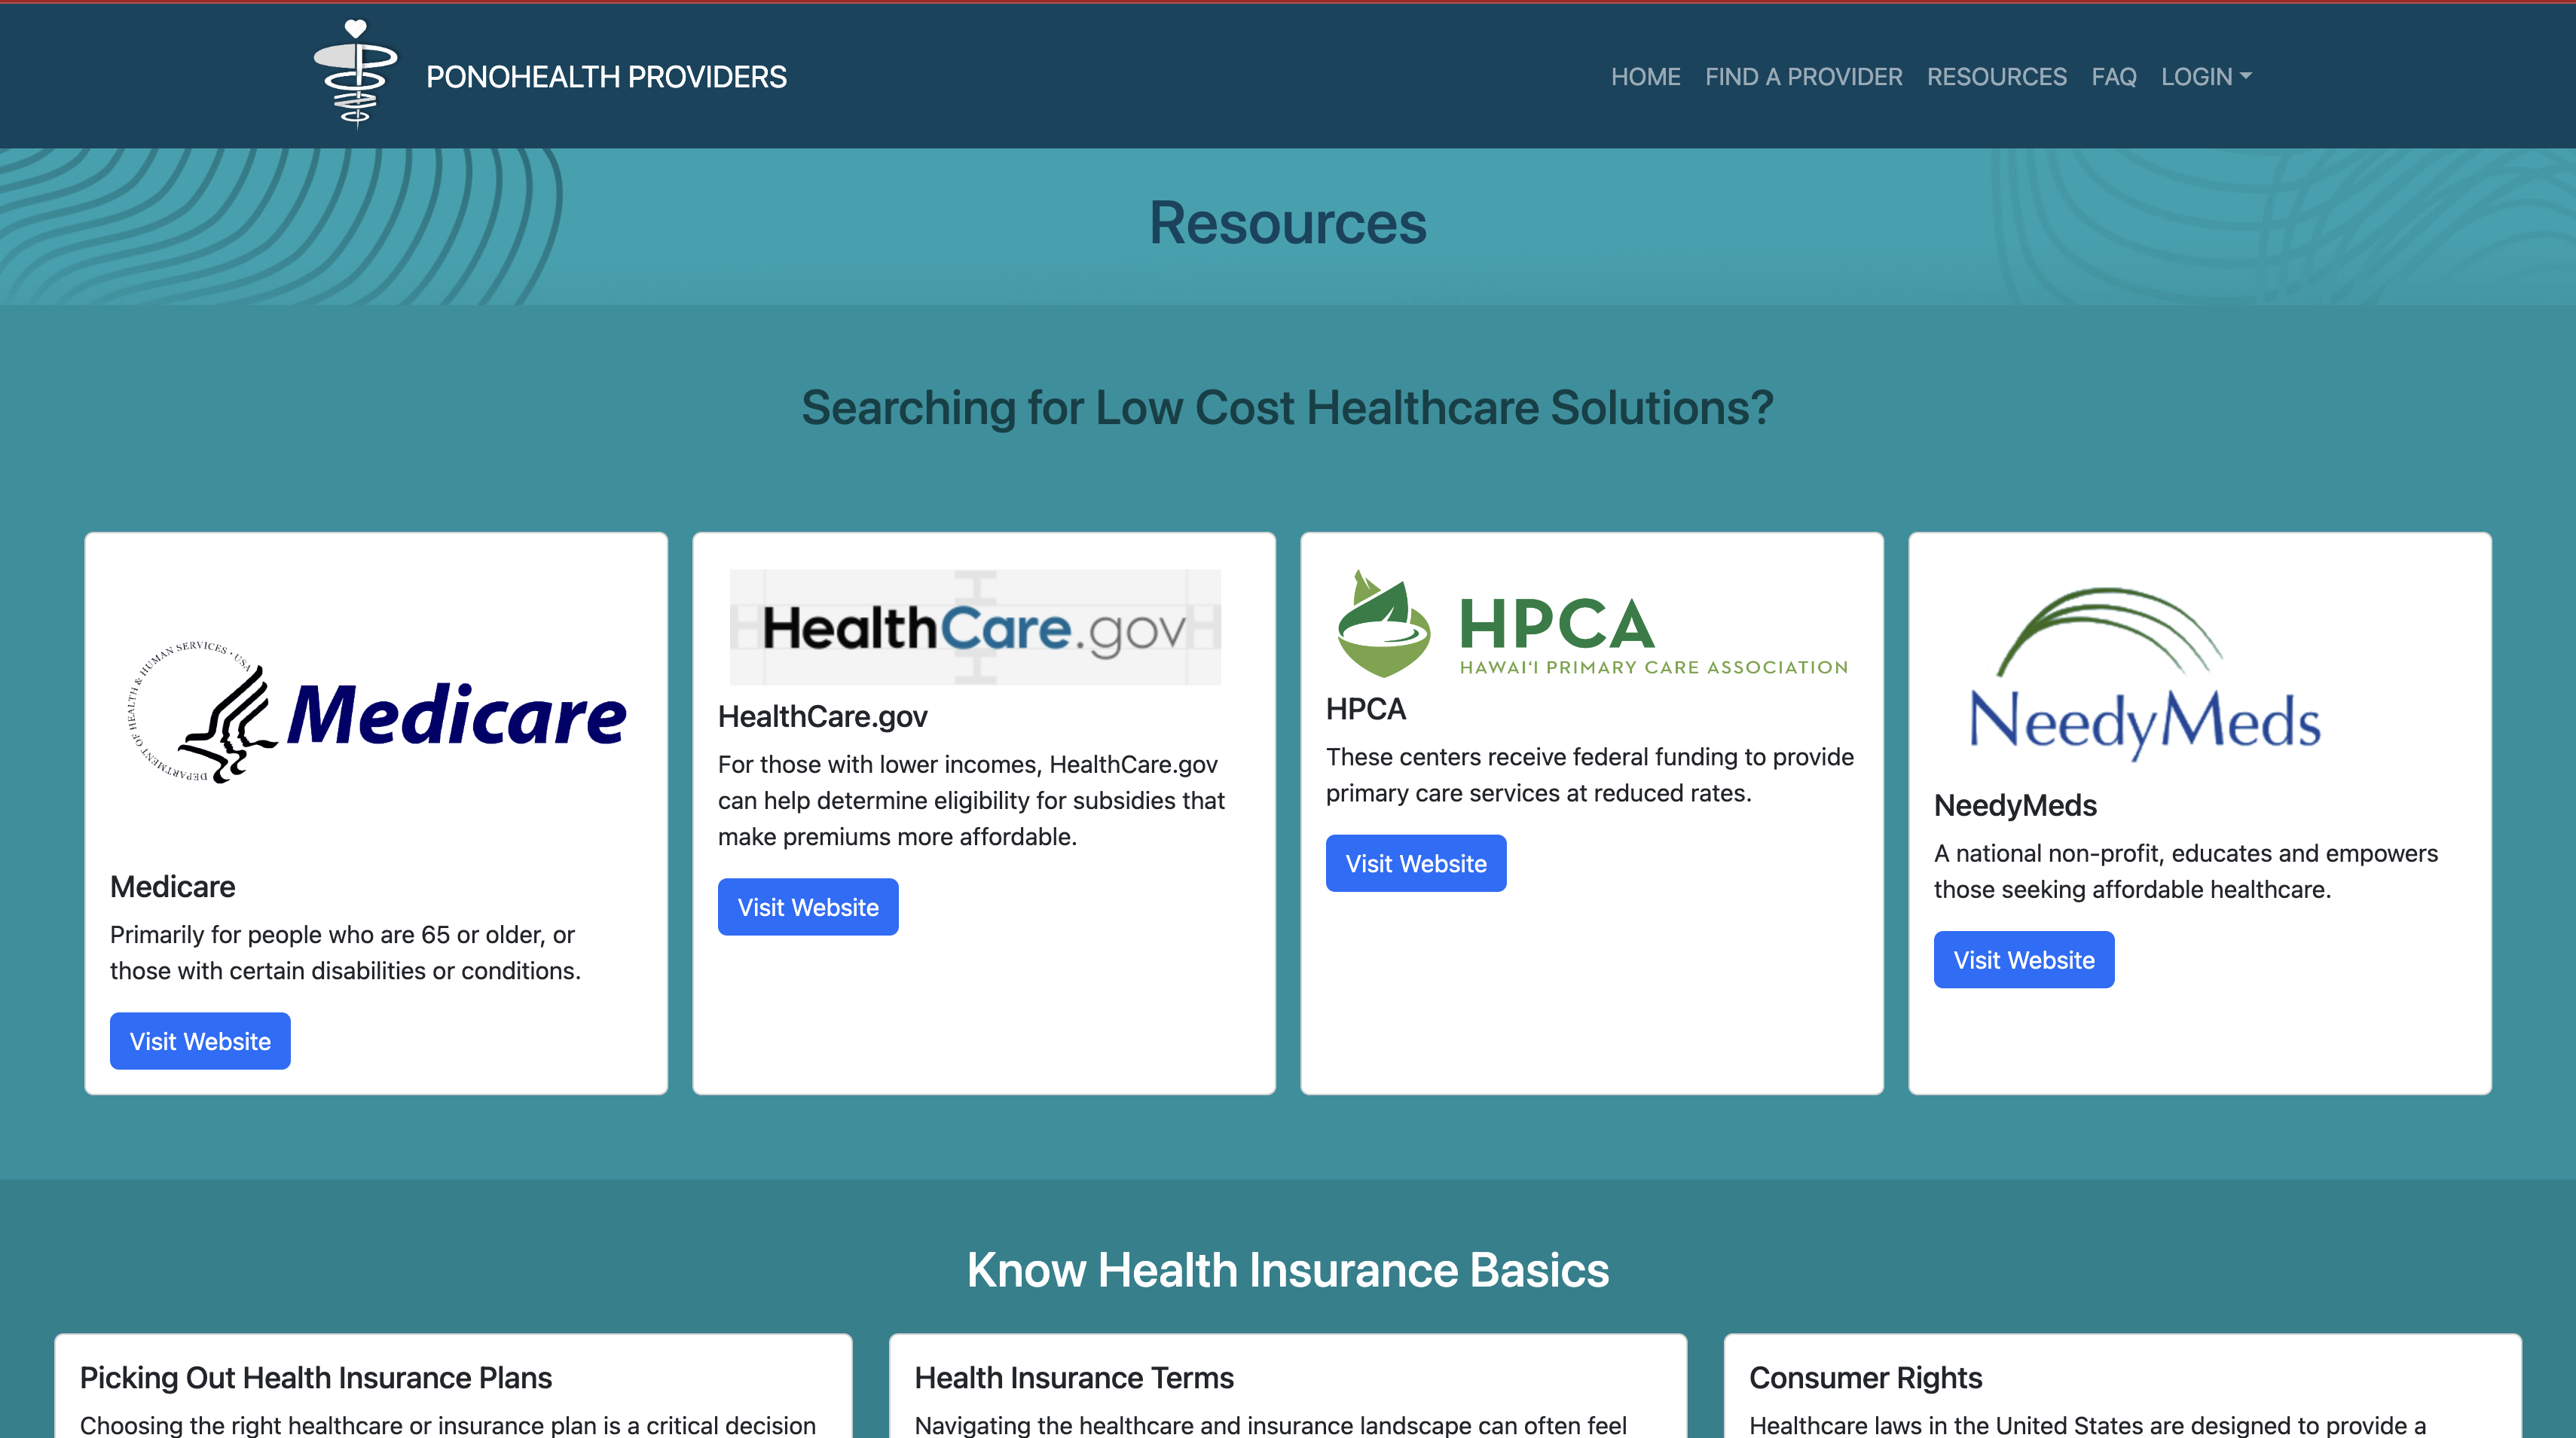 PONOHEALTH PROVIDERS
HOME FIND A PROVIDER RESOURCES FAQ LOGIN
Resources
Searching for Low Cost Healthcare Solutions?
DEPARTMENT OF HEALTH & HUMAN SERVICES · USA
Medicare
Medicare
Primarily for people who are 65 or older, or
those with certain disabilities or conditions.
Visit Website
HealthCare.gov
HealthCare.gov
For those with lower incomes, HealthCare.gov
can help determine eligibility for subsidies that
make premiums more affordable.
Visit Website
HPCA
HAWAIʻI PRIMARY CARE ASSOCIATION
HPCA
These centers receive federal funding to provide
primary care services at reduced rates.
Visit Website
NeedyMeds
NeedyMeds
A national non-profit, educates and empowers
those seeking affordable healthcare.
Visit Website
Know Health Insurance Basics
Picking Out Health Insurance Plans
Choosing the right healthcare or insurance plan is a critical decision
Health Insurance Terms
Navigating the healthcare and insurance landscape can often feel
Consumer Rights
Healthcare laws in the United States are designed to provide a